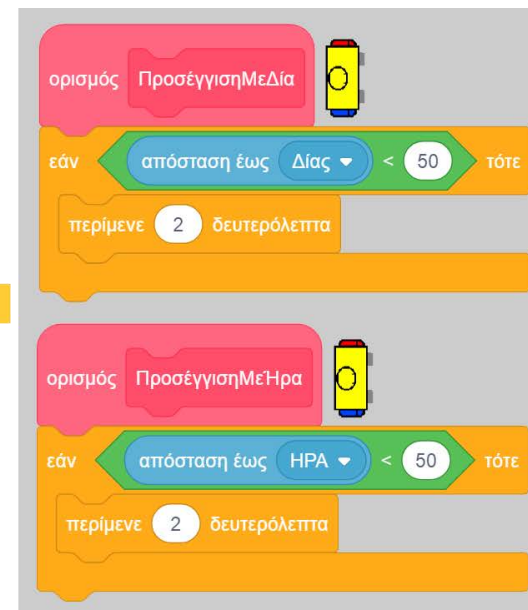 ορισμός ΠροσέγγισηΜεΔία
εάν απόσταση έως Δίας < 50 τότε
περίμενε 2 δευτερόλεπτα
ορισμός ΠροσέγγισηΜεΉρα
εάν απόσταση έως ΗΡΑ < 50 τότε
περίμενε 2 δευτερόλεπτα